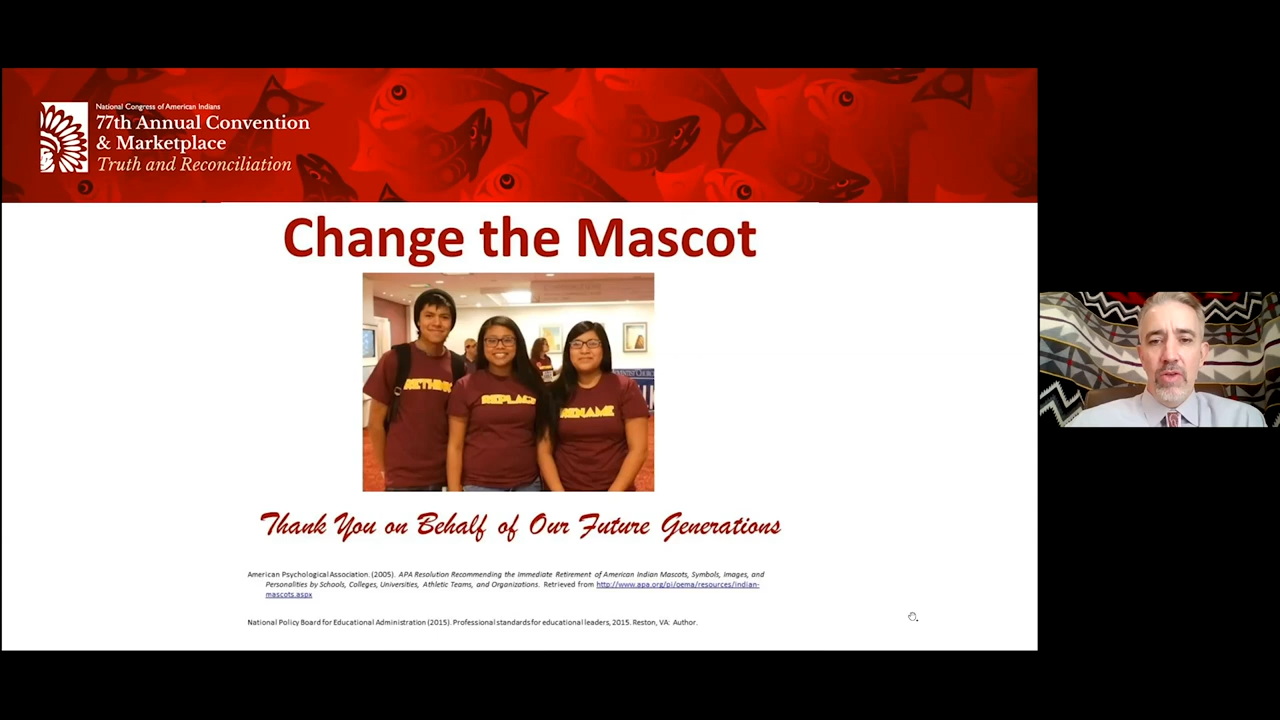 National Congress of American Indians
77th Annual Convention
& Marketplace
Truth and Reconciliation
Change the Mascot
RETHINK
REPLACE
RENAME
Thank You on Behalf of Our Future Generations
American Psychological Association. (2005). APA Resolution Recommending the Immediate Retirement of American Indian Mascots, Symbols, Images, and
Personalities by Schools, Colleges, Universities, Athletic Teams, and Organizations. Retrieved from http://www.apa.org/pi/oema/resources/indian-
mascots.aspx
National Policy Board for Educational Administration (2015). Professional standards for educational leaders, 2015. Reston, VA: Author.